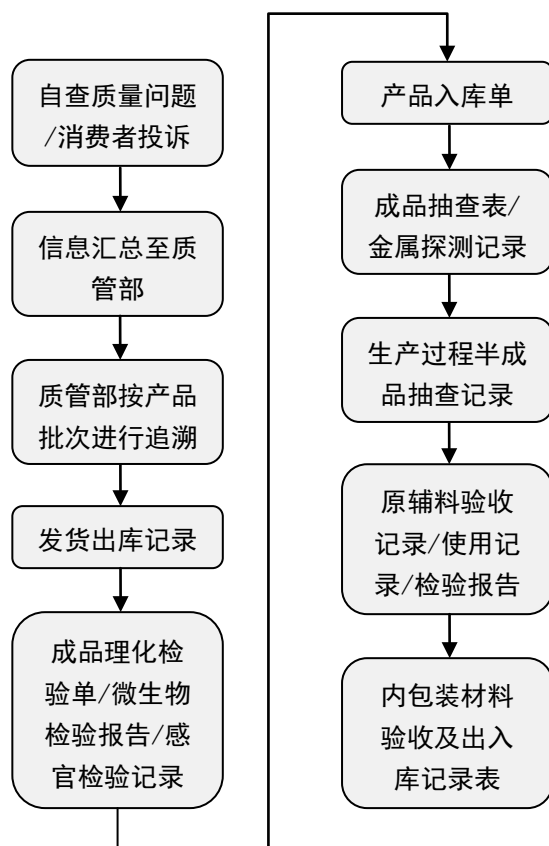 自查质量问题
/消费者投诉
信息汇总至质
管部
质管部按产品
批次进行追溯
发货出库记录
成品理化检
验单/微生物
检验报告/感
官检验记录
产品入库单
成品抽查表/
金属探测记录
生产过程半成
品抽查记录
原辅料验收
记录/使用记
录/检验报告
内包装材料
验收及出入
库记录表